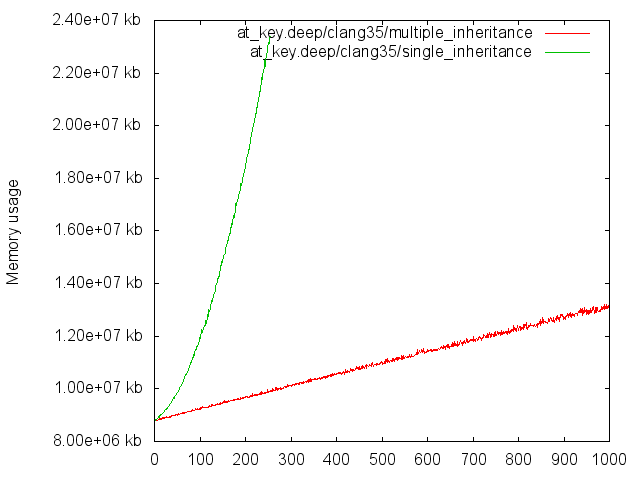 2.40e+07 kb
2.20e+07 kb
2.00e+07 kb
1.80e+07 kb
1.60e+07 kb
1.40e+07 kb
1.20e+07 kb
1.00e+07 kb
8.00e+06 kb
Memory usage
at_key.deep/clang35/multiple_inheritance
at_key.deep/clang35/single_inheritance
0 100 200 300 400 500 600 700 800 900 1000